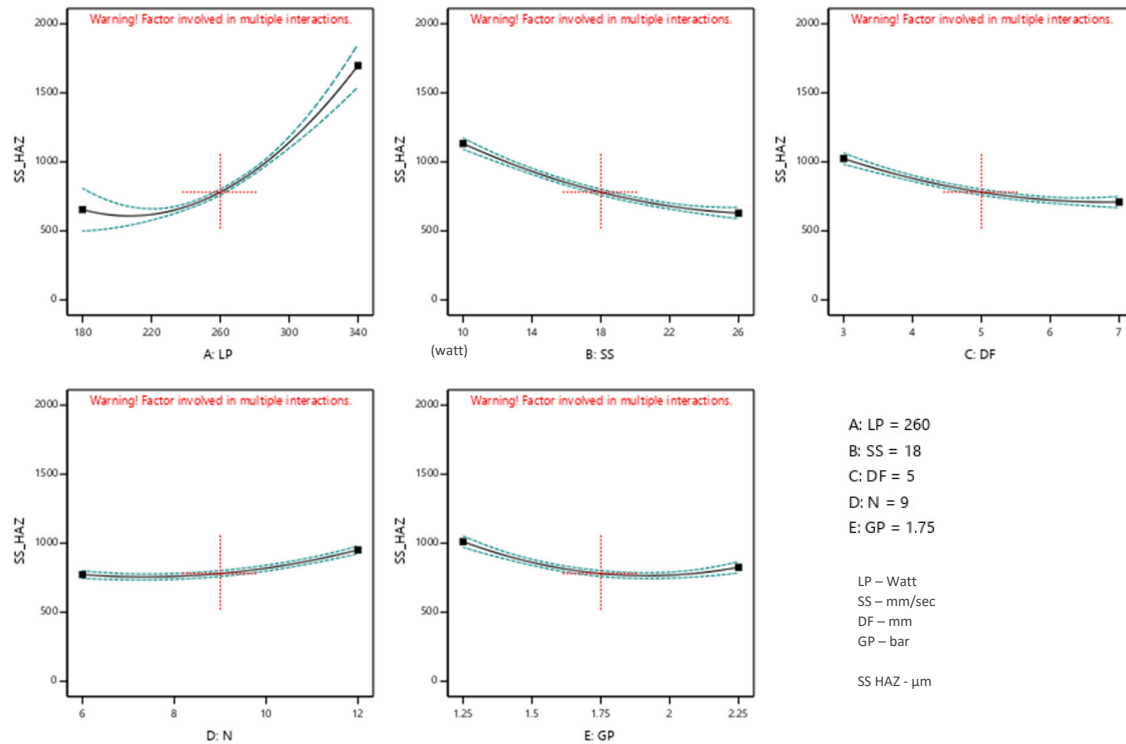 Warning! Factor involved in multiple interactions.
2000
1500
1000
500
0
SS_HAZ
180 220 260 300 340
A: LP
Warning! Factor involved in multiple interactions.
2000
1500
1000
500
0
SS_HAZ
10 14 18 22 26
(watt)
B: SS
Warning! Factor involved in multiple interactions.
2000
1500
1000
500
0
SS_HAZ
3 4 5 6 7
C: DF
Warning! Factor involved in multiple interactions.
2000
1500
1000
500
0
SS_HAZ
6 8 10 12
D: N
Warning! Factor involved in multiple interactions.
2000
1500
1000
500
0
SS_HAZ
1.25 1.5 1.75 2 2.25
E: GP
A: LP = 260
B: SS = 18
C: DF = 5
D: N = 9
E: GP = 1.75
LP – Watt
SS – mm/sec
DF – mm
GP – bar
SS HAZ - µm